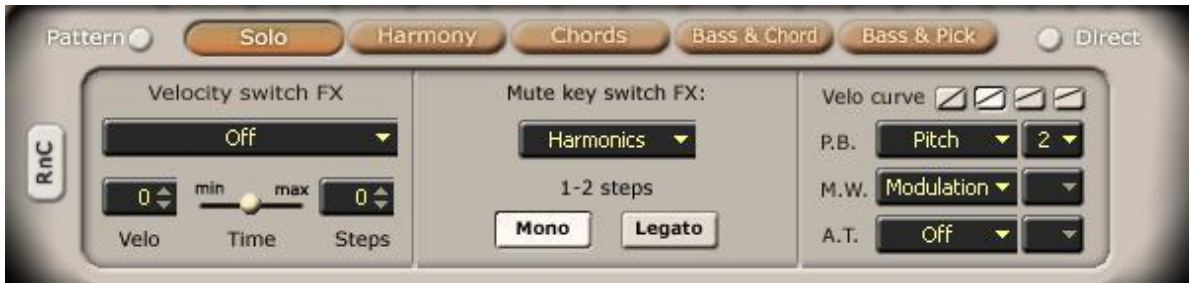 Pattern Solo Harmony Chords Bass & Chord Bass & Pick Direct
RnC
Velocity switch FX
Off
0 min max 0
Velo Time Steps
Mute key switch FX:
Harmonics
1-2 steps
Mono Legato
Velo curve
P.B. Pitch 2
M.W. Modulation
A.T. Off